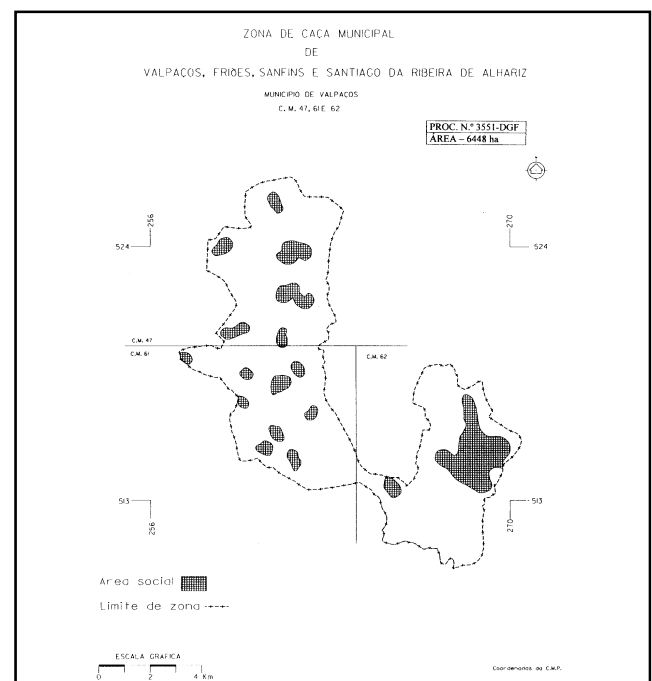 ZONA DE CAÇA MUNICIPAL
DE
VALPAÇOS, FRIÕES, SANFINS E SANTIAGO DA RIBEIRA DE ALHARIZ
MUNICIPIO DE VALPAÇOS
C. M. 47, 61 E 62
PROC. N.º 3551-DGF
ÁREA – 6448 ha
256
270
524
524
C.M. 47
C.M. 61
C.M. 62
513
513
256
270
Area social
Limite de zona
ESCALA GRAFICA
0 2 4 Km
Coordenadas da C.M.P.